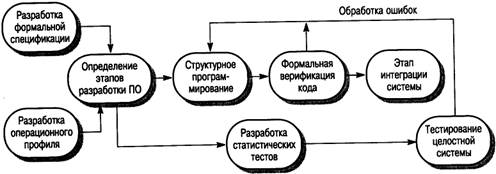 Обработка ошибок
Разработка
формальной
спецификации
Определение
этапов
разработки ПО
Структурное
програм-
мирование
Формальная
верификация
кода
Этап
интеграции
системы
Разработка
операционного
профиля
Разработка
статистических
тестов
Тестирование
целостной
системы